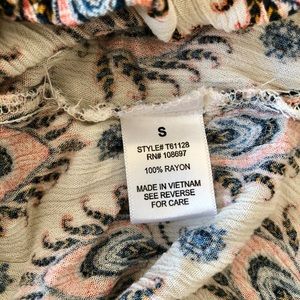 S
STYLE# T61128
RN# 108697
100% RAYON
MADE IN VIETNAM
SEE REVERSE
FOR CARE